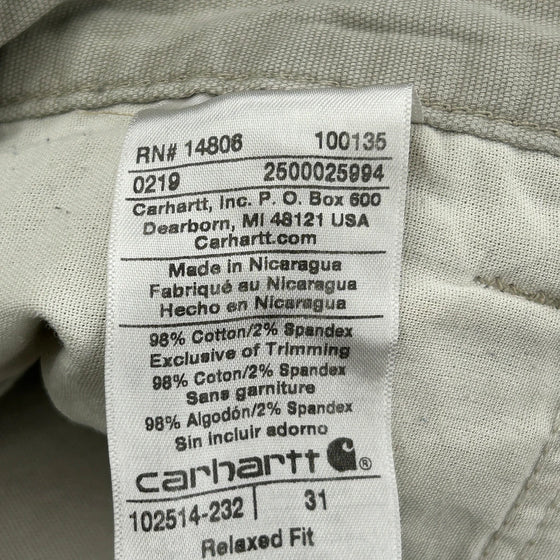 RN# 14806 100135
0219 2500025994
Carhartt, Inc. P. O. Box 600
Dearborn, MI 48121 USA
Carhartt.com
Made in Nicaragua
Fabriqué au Nicaragua
Hecho en Nicaragua
98% Cotton/2% Spandex
Exclusive of Trimming
98% Coton/2% Spandex
Sans garniture
98% Algodón/2% Spandex
Sin incluir adorno
carhartt ®
102514-232 31
Relaxed Fit